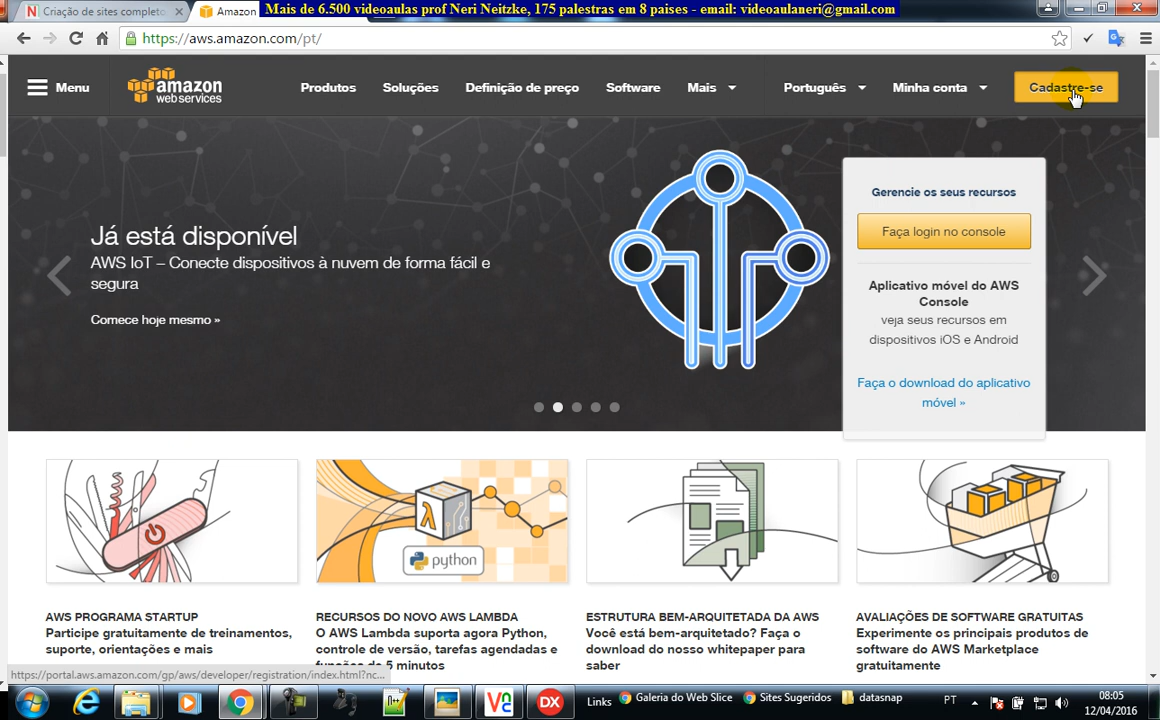 Criação de sites completo
Amazon
Mais de 6.500 videoaulas prof Neri Neitzke, 175 palestras em 8 paises - email: videoaulaneri@gmail.com
https://aws.amazon.com/pt/
Menu
amazon
web services
Produtos
Soluções
Definição de preço
Software
Mais
Português
Minha conta
Cadastre-se
Já está disponível
AWS IoT – Conecte dispositivos à nuvem de forma fácil e
segura
Comece hoje mesmo »
Gerencie os seus recursos
Faça login no console
Aplicativo móvel do AWS
Console
veja seus recursos em
dispositivos iOS e Android
Faça o download do aplicativo
móvel »
python
AWS PROGRAMA STARTUP
Participe gratuitamente de treinamentos,
suporte, orientações e mais
RECURSOS DO NOVO AWS LAMBDA
O AWS Lambda suporta agora Python,
controle de versão, tarefas agendadas e
funções de 5 minutos
ESTRUTURA BEM-ARQUITETADA DA AWS
Você está bem-arquitetado? Faça o
download do nosso whitepaper para
saber
AVALIAÇÕES DE SOFTWARE GRATUITAS
Experimente os principais produtos de
software do AWS Marketplace
gratuitamente
https://portal.aws.amazon.com/gp/aws/developer/registration/index.html?nc...
DX
Links
Galeria do Web Slice
Sites Sugeridos
datasnap
PT
08:05
12/04/2016